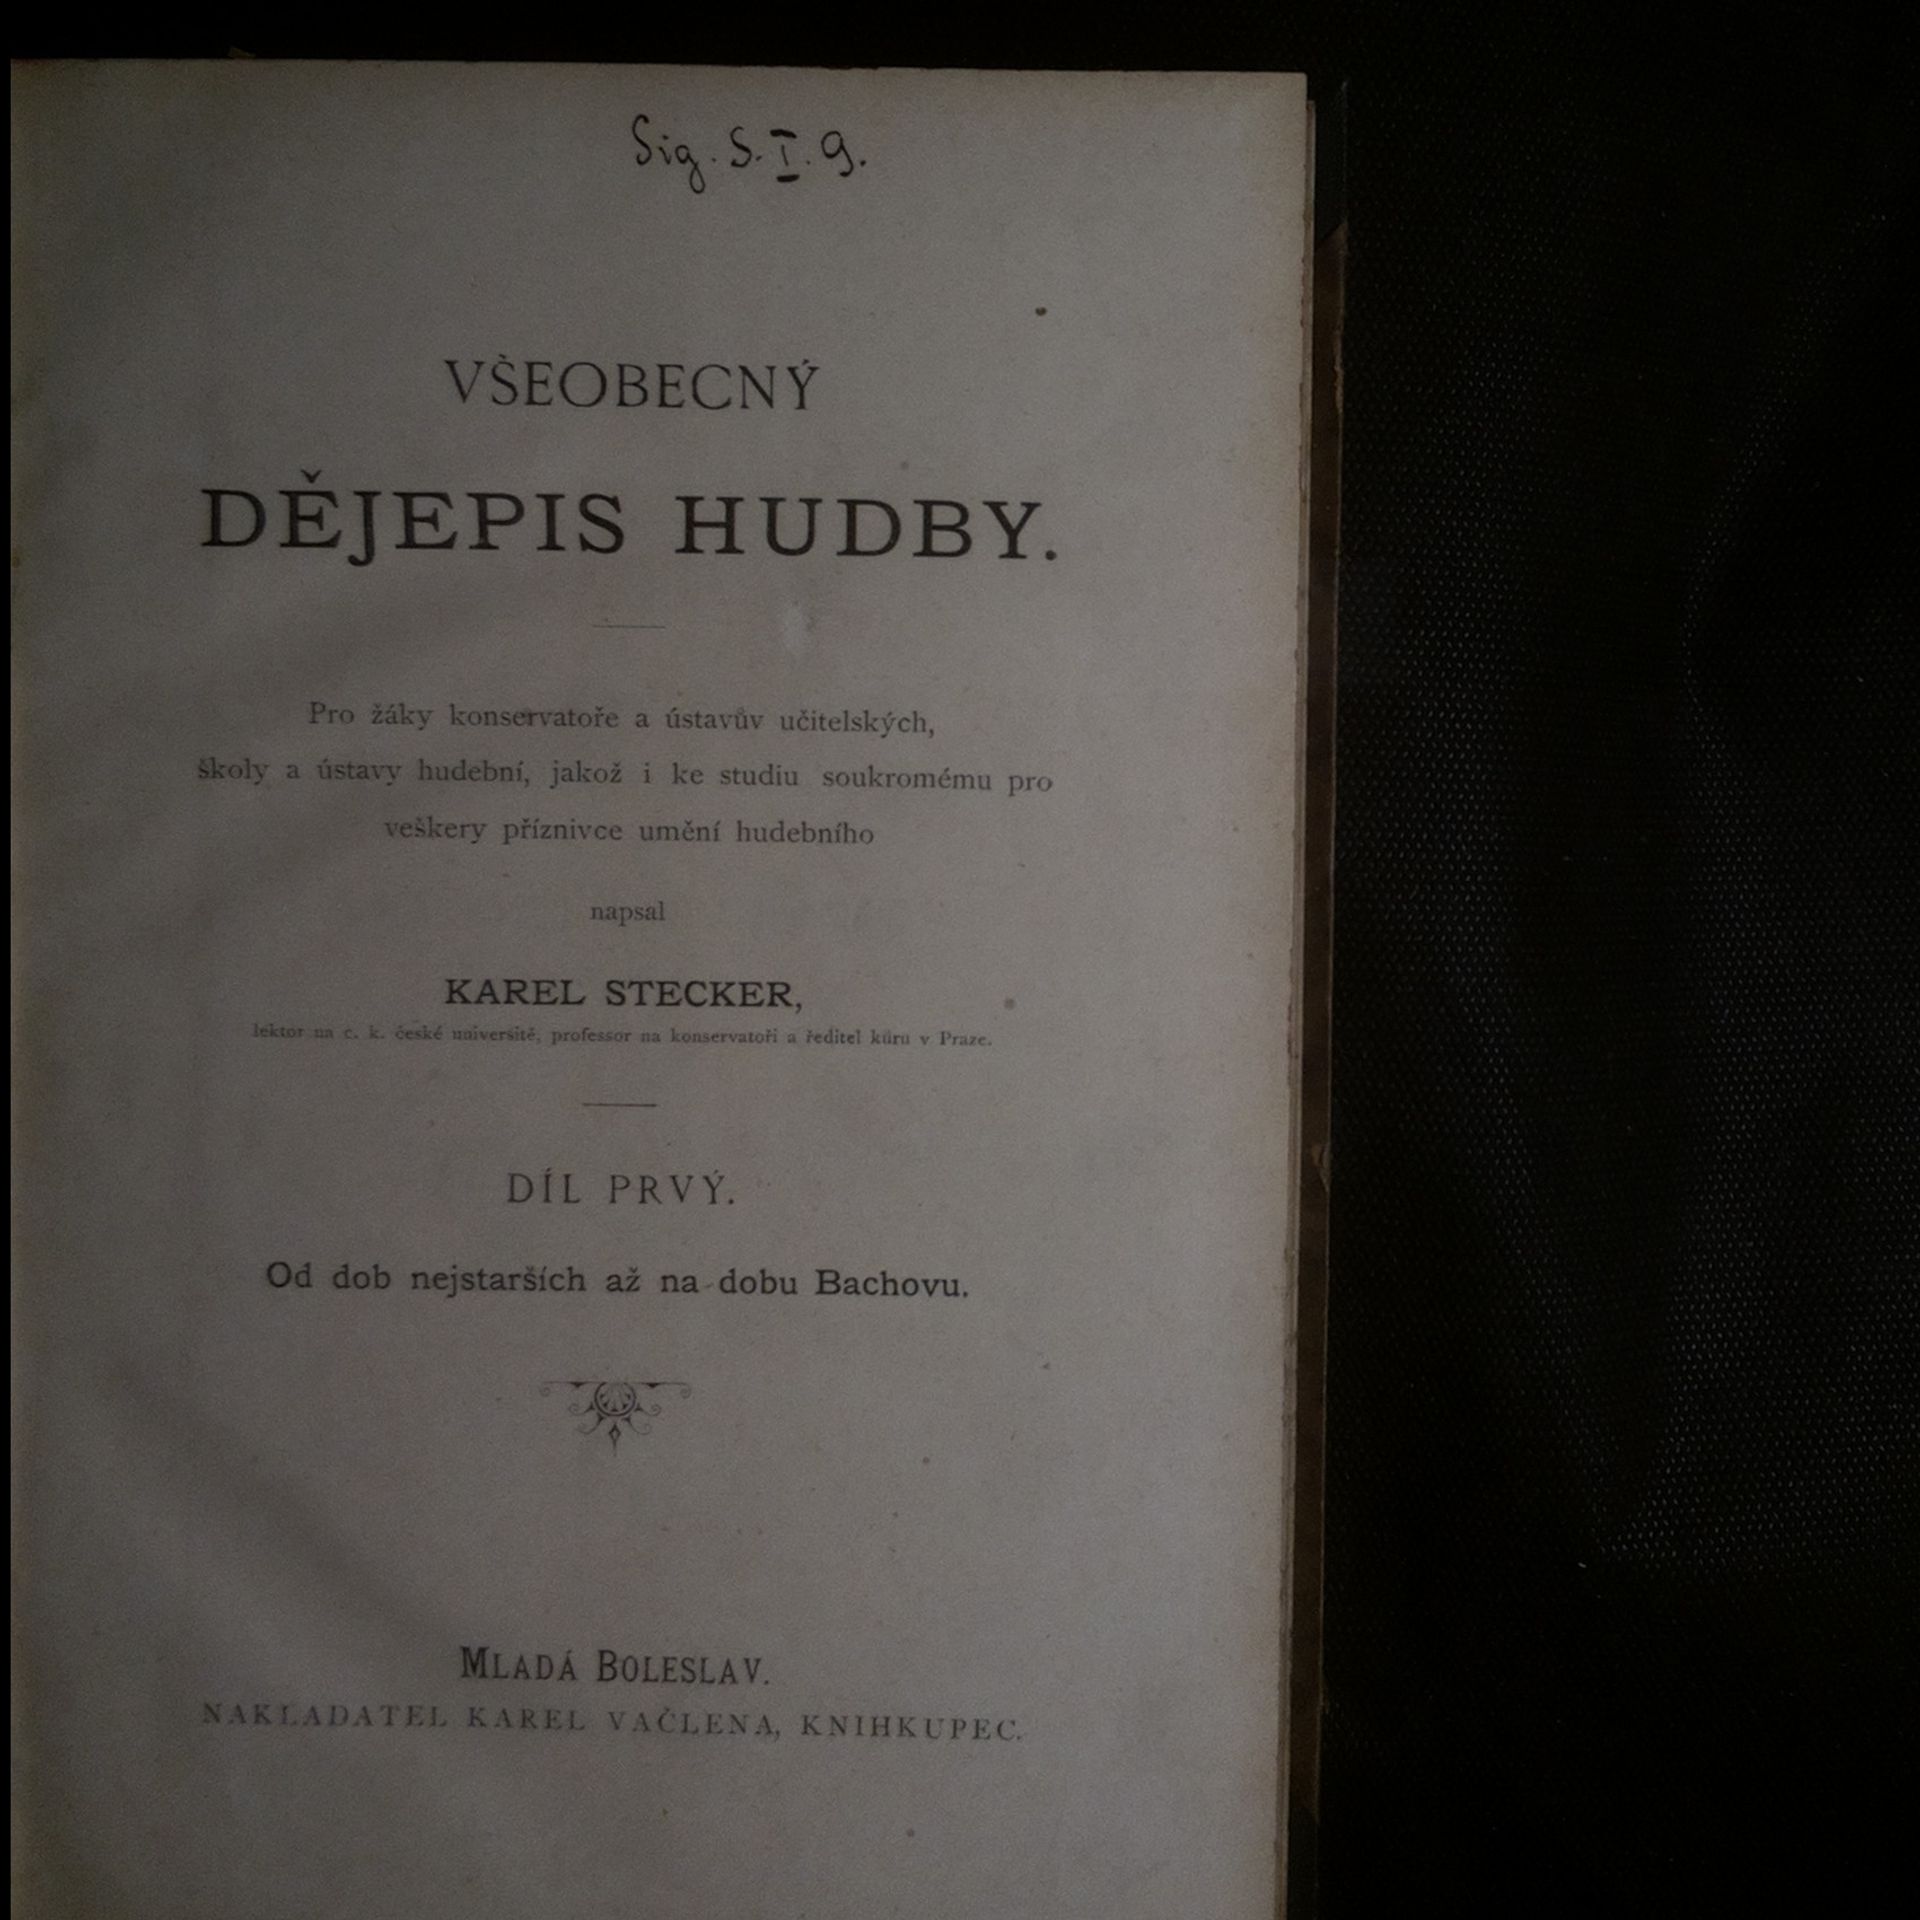 Sig. S. I. 9.
VŠEOBECNÝ
DĚJEPIS HUDBY.
Pro žáky konservatoře a ústavův učitelských,
školy a ústavy hudební, jakož i ke studiu soukromému pro
veškery příznivce umění hudebního
napsal
KAREL STECKER,
lektor na c. k. české universitě, professor na konservatoři a ředitel kůru v Praze.
DÍL PRVÝ.
Od dob nejstarších až na dobu Bachovu.
MLADÁ BOLESLAV.
NAKLADATEL KAREL VAČLENA, KNIHKUPEC.